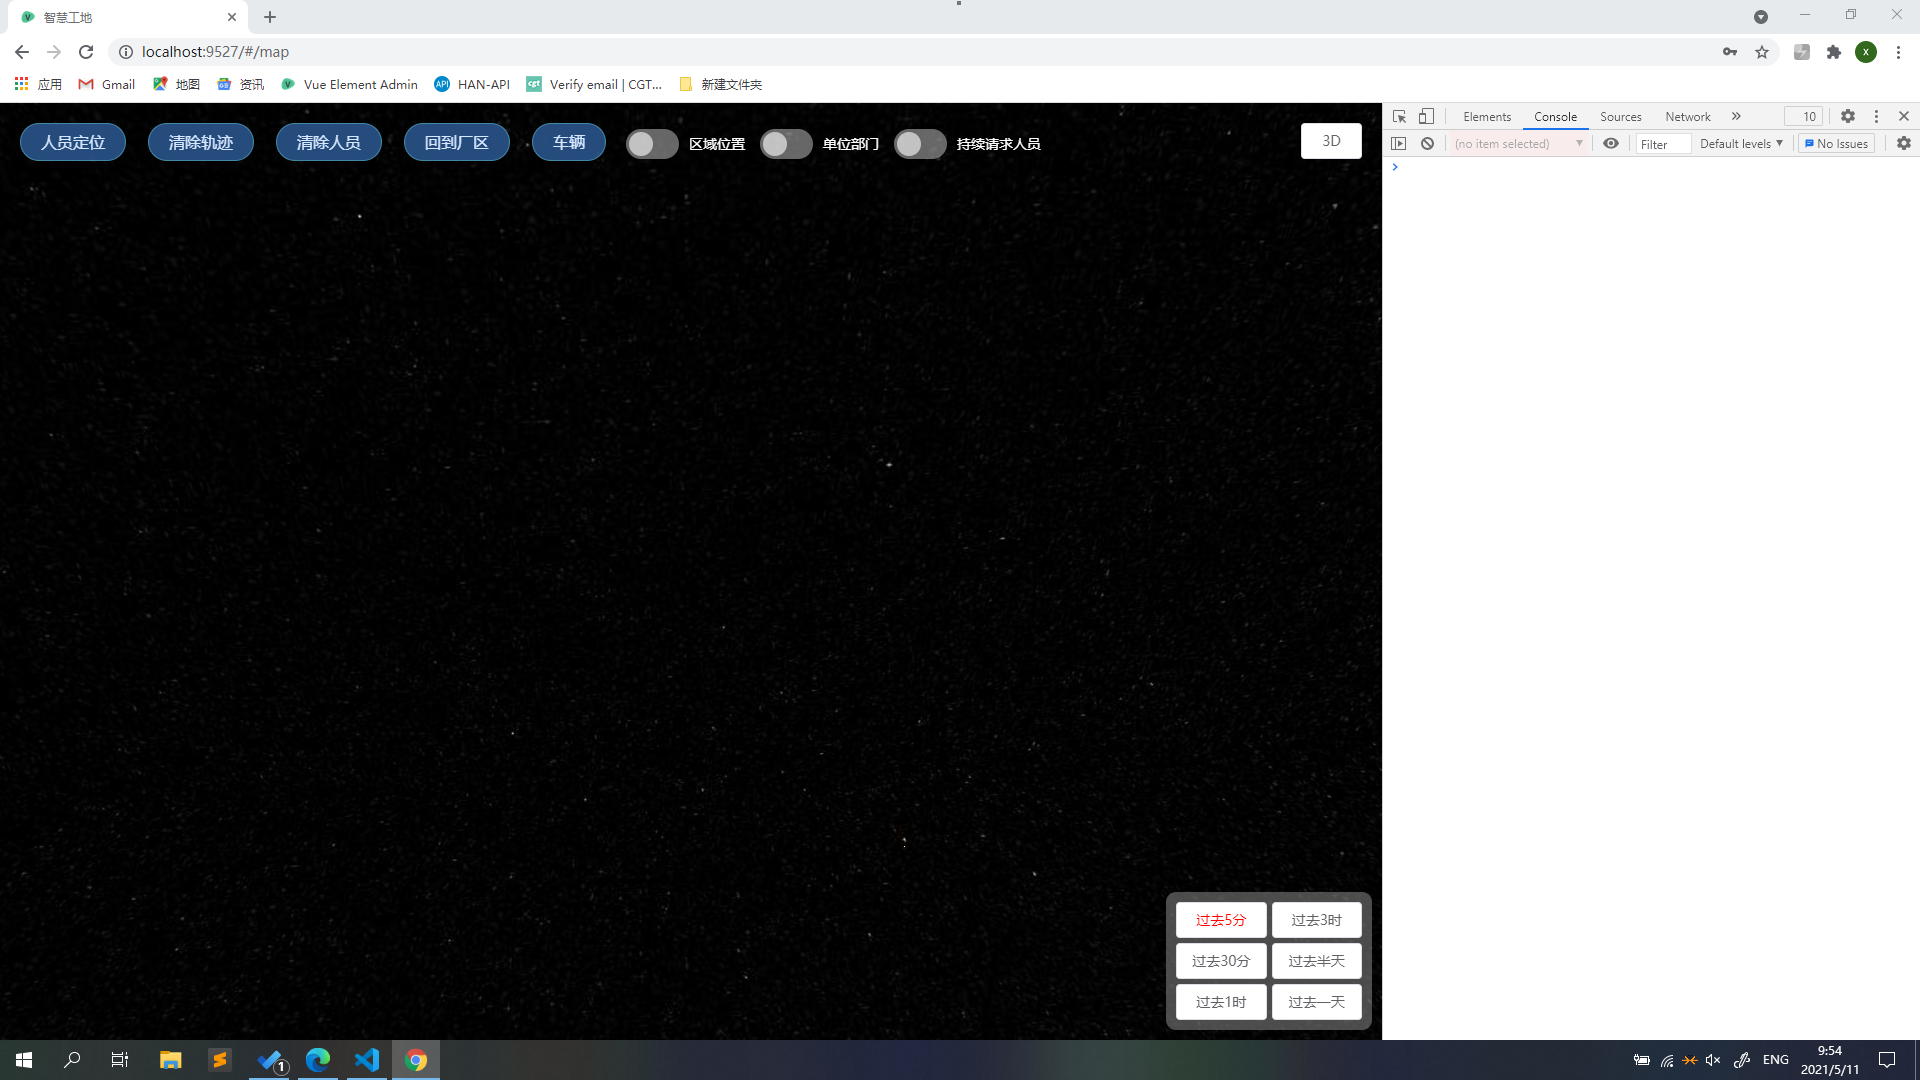 智慧工地
localhost:9527/#/map
X
应用 Gmail 地图 资讯 Vue Element Admin API HAN-API cgt Verify email | CGT... 新建文件夹
人员定位 清除轨迹 清除人员 回到厂区 车辆 区域位置 单位部门 持续请求人员 3D
Elements Console Sources Network » 10
(no item selected) Filter Default levels No Issues
过去5分 过去3时
过去30分 过去半天
过去1时 过去一天
1
ENG
9:54
2021/5/11